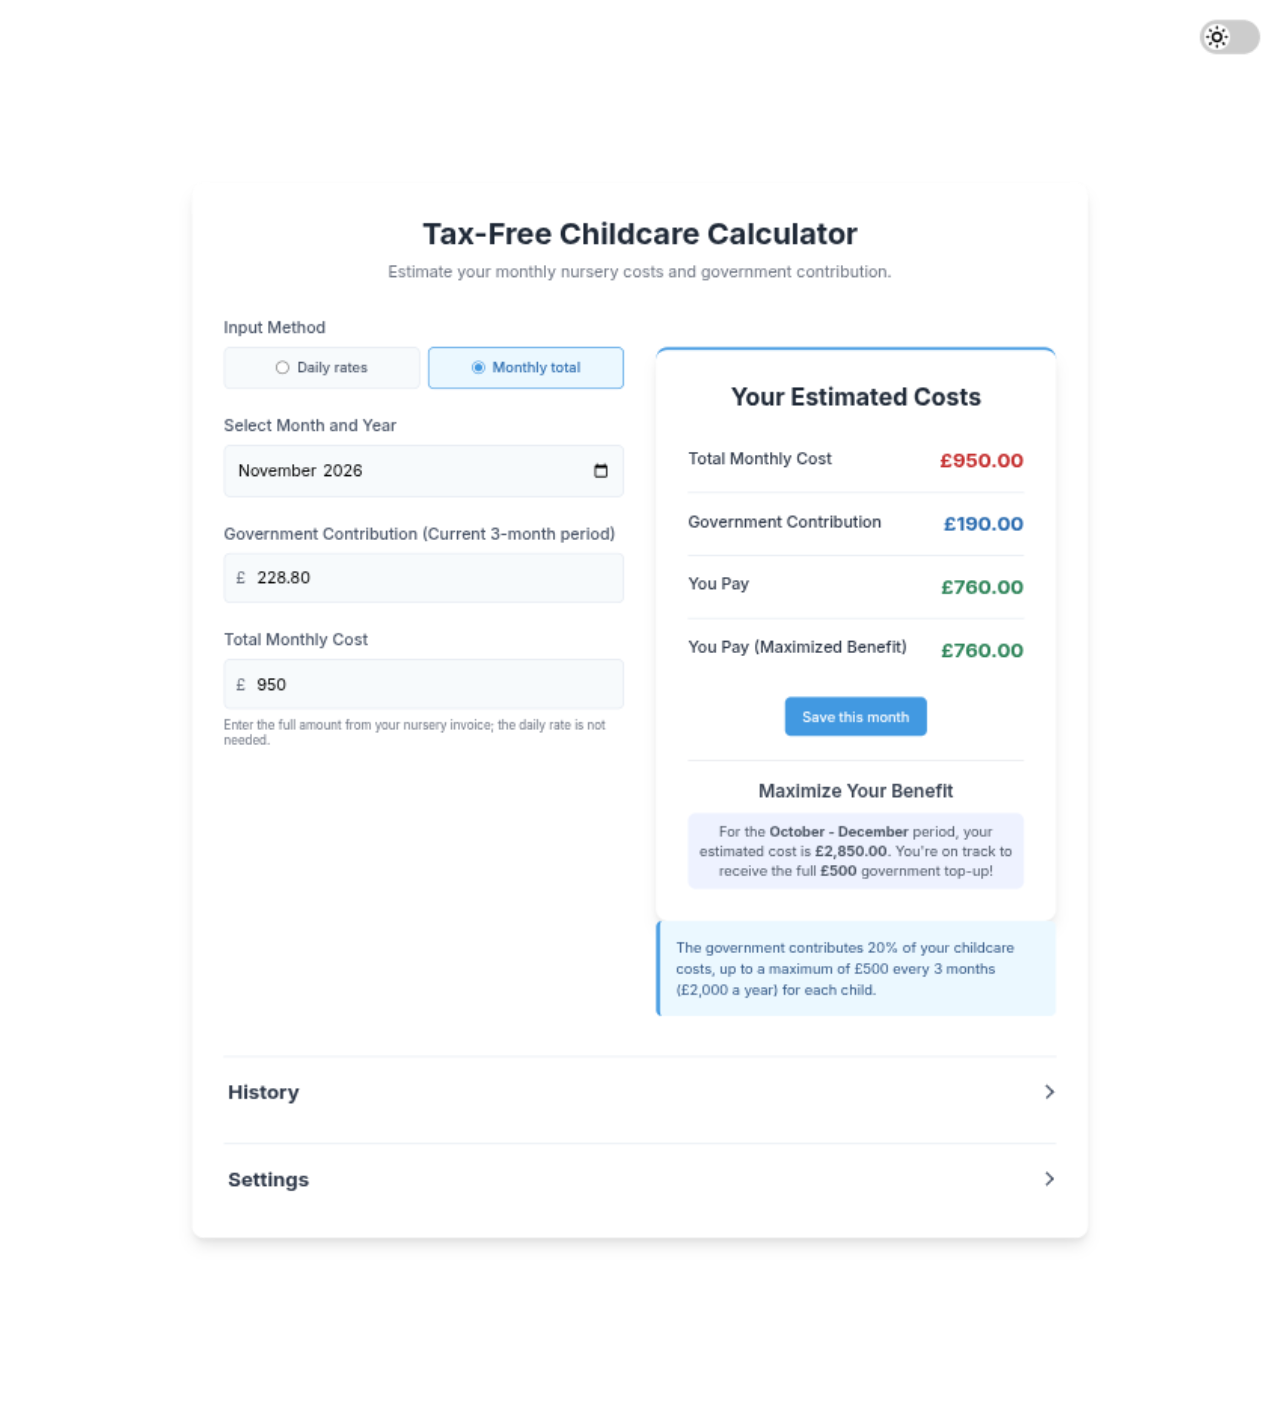 Tax-Free Childcare Calculator
Estimate your monthly nursery costs and government contribution.
Input Method
Daily rates
Monthly total
Select Month and Year
November 2026
Government Contribution (Current 3-month period)
£ 228.80
Total Monthly Cost
£ 950
Enter the full amount from your nursery invoice; the daily rate is not
needed.
Your Estimated Costs
Total Monthly Cost £950.00
Government Contribution £190.00
You Pay £760.00
You Pay (Maximized Benefit) £760.00
Save this month
Maximize Your Benefit
For the October - December period, your
estimated cost is £2,850.00. You're on track to
receive the full £500 government top-up!
The government contributes 20% of your childcare
costs, up to a maximum of £500 every 3 months
(£2,000 a year) for each child.
History
Settings